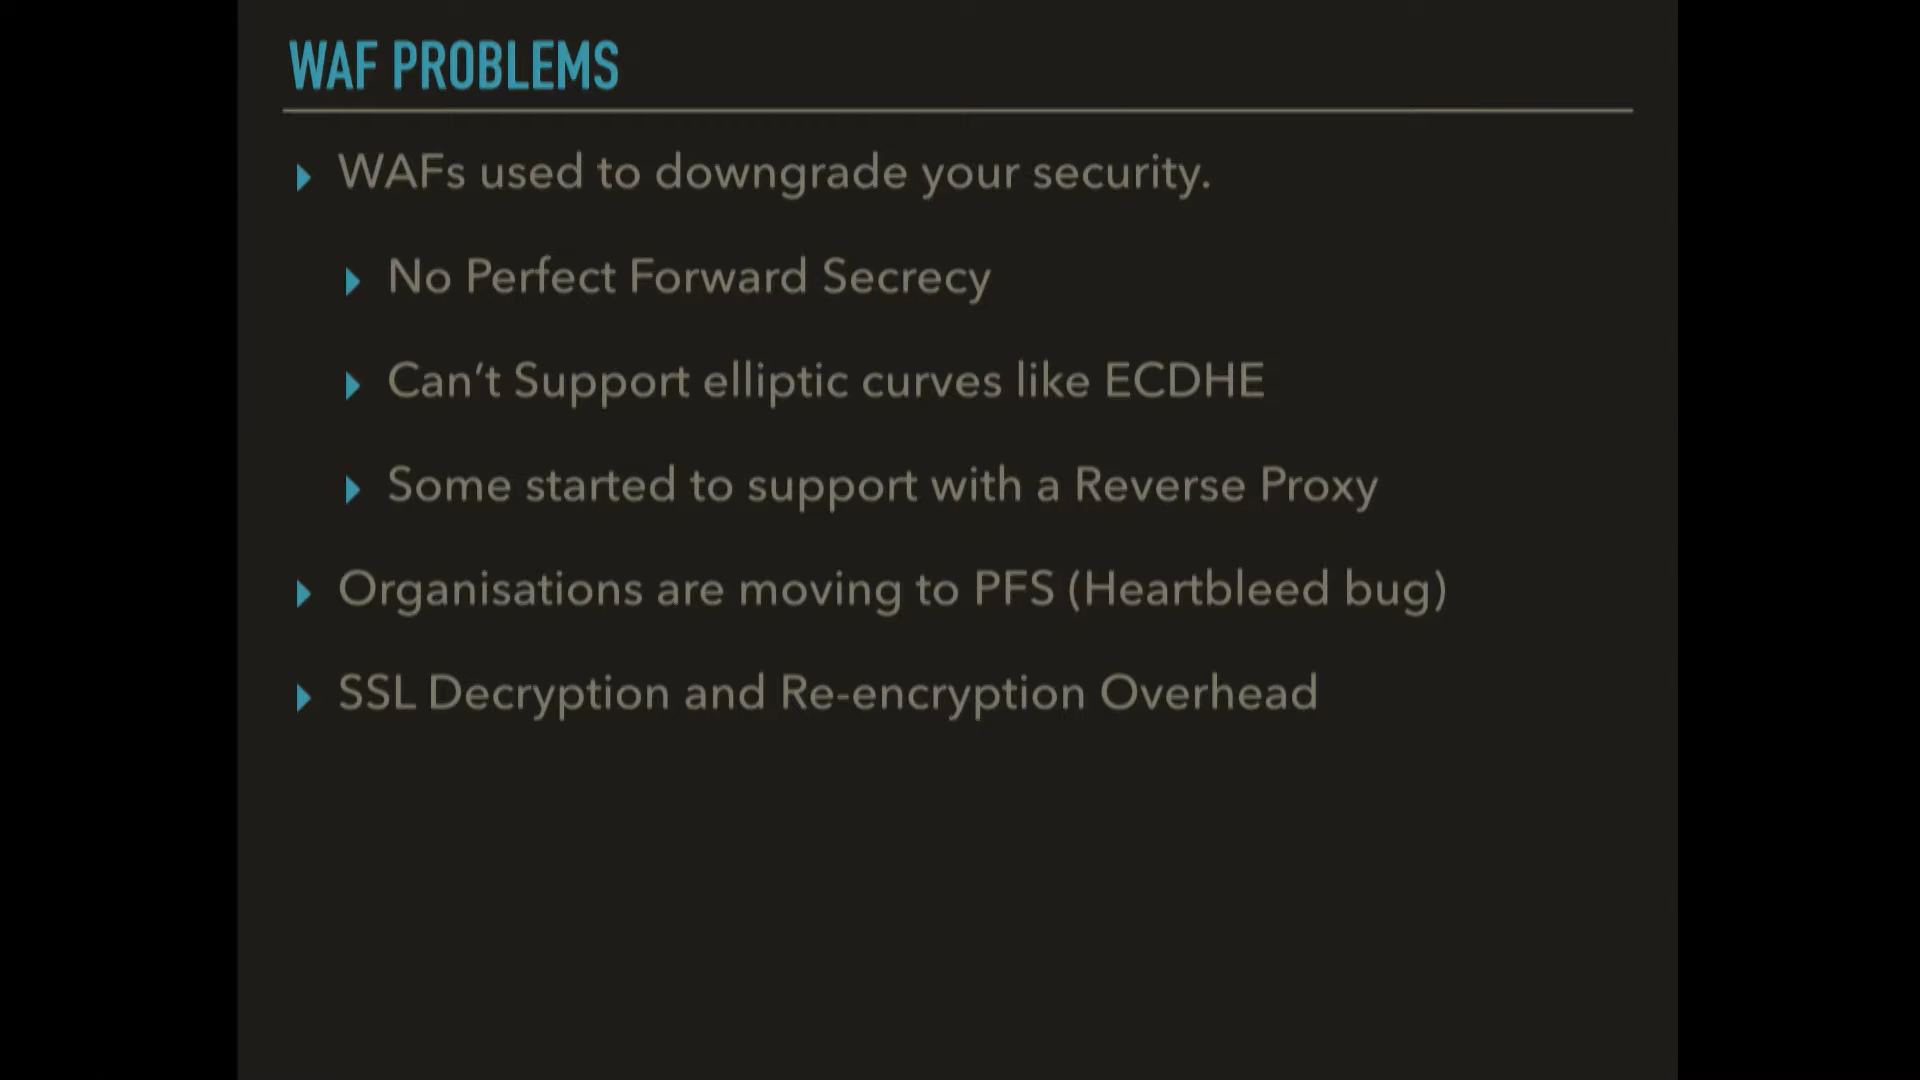 WAF PROBLEMS
WAFs used to downgrade your security.
No Perfect Forward Secrecy
Can't Support elliptic curves like ECDHE
Some started to support with a Reverse Proxy
Organisations are moving to PFS (Heartbleed bug)
SSL Decryption and Re-encryption Overhead